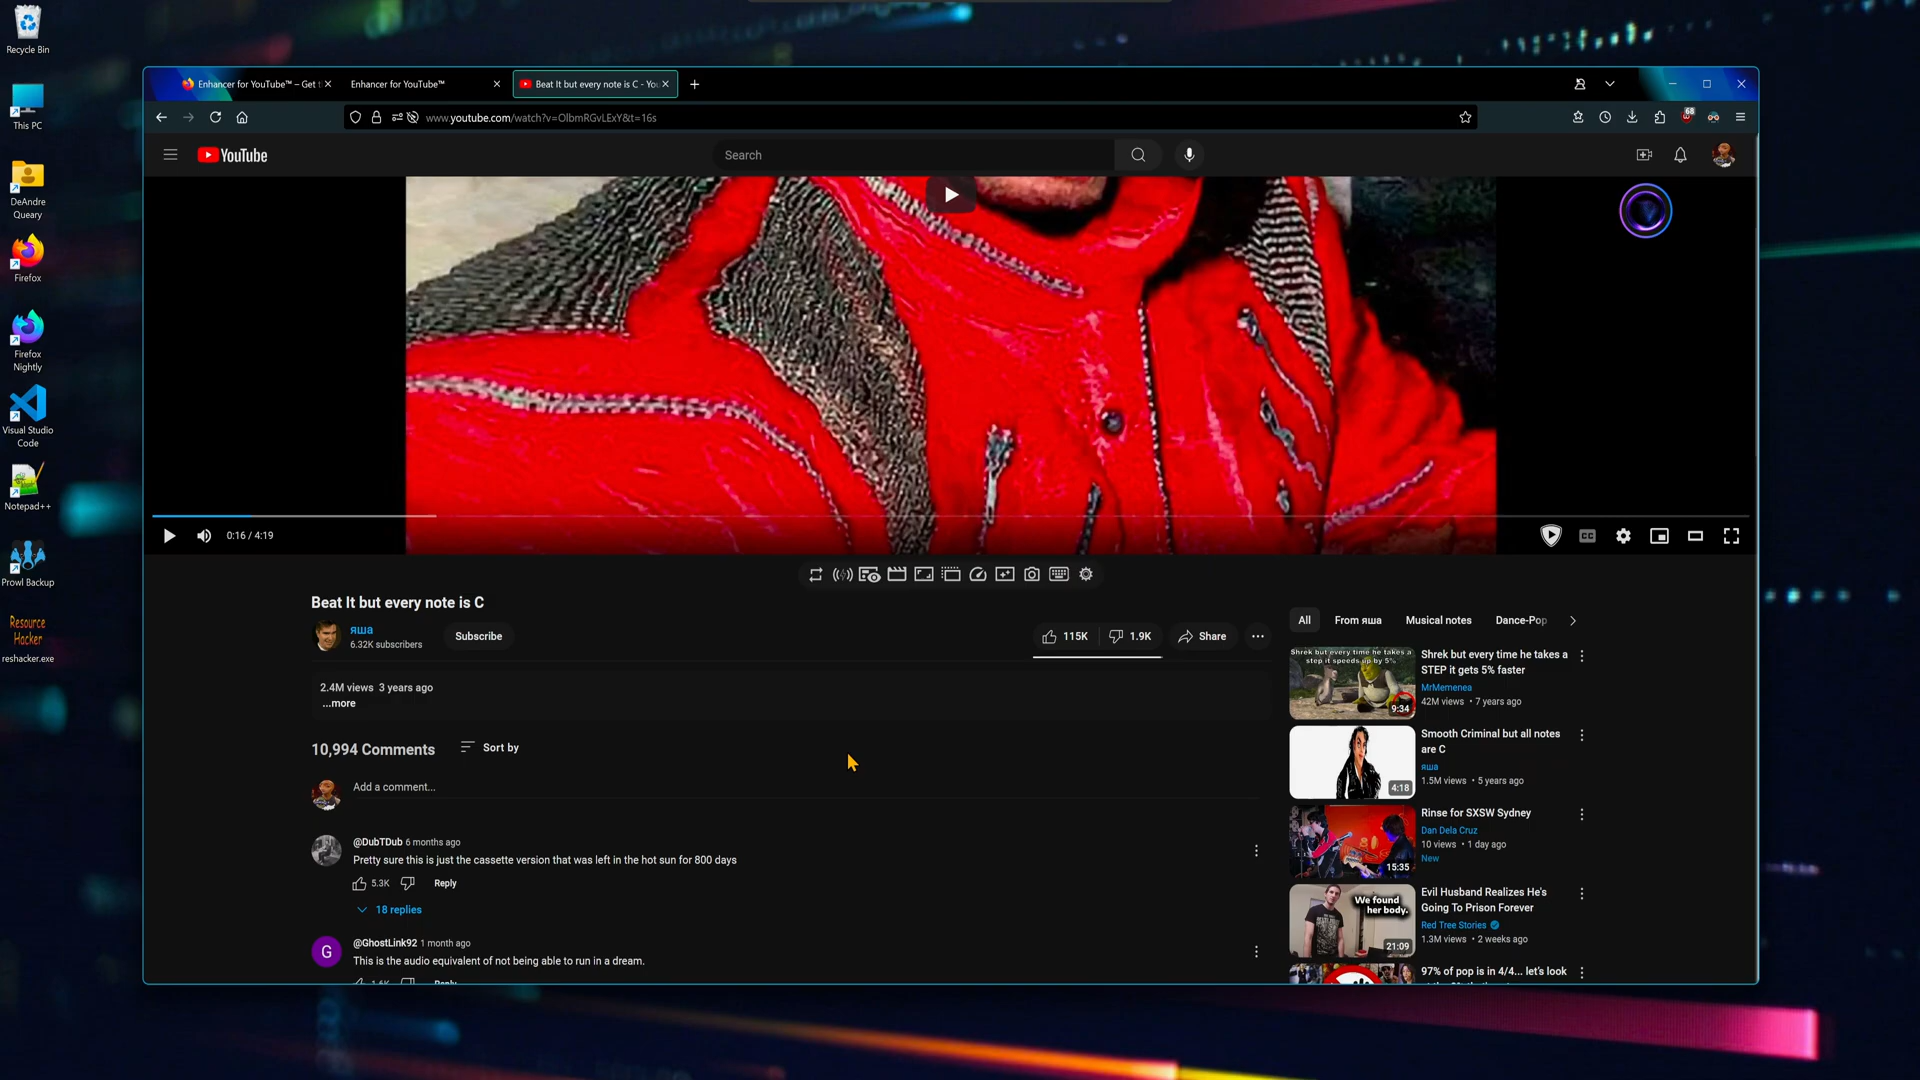 Recycle Bin
This PC
DeAndre
Queary
Firefox
Firefox
Nightly
Visual Studio
Code
Notepad++
Prowl Backup
Resource
Hacker
reshacker.exe
Enhancer for YouTube™ – Get t
Enhancer for YouTube™
Beat It but every note is C - You
68
www.youtube.com/watch?v=OlbmRGvLExY&t=16s
YouTube
Search
0:16 / 4:19
CC
Beat It but every note is C
яша
6.32K subscribers
Subscribe
115K
1.9K
Share
2.4M views 3 years ago
...more
10,994 Comments
Sort by
Add a comment...
@DubTDub 6 months ago
Pretty sure this is just the cassette version that was left in the hot sun for 800 days
5.3K
Reply
18 replies
G
@GhostLink92 1 month ago
This is the audio equivalent of not being able to run in a dream.
1.6K
Reply
All
From яша
Musical notes
Dance-Pop
Shrek but every time he takes a
step it speeds up by 5%
9:34
Shrek but every time he takes a
STEP it gets 5% faster
MrMemenea
42M views • 7 years ago
4:18
Smooth Criminal but all notes
are C
яша
1.5M views • 5 years ago
15:35
Rinse for SXSW Sydney
Dan Dela Cruz
10 views • 1 day ago
New
We found
her body.
21:09
Evil Husband Realizes He's
Going To Prison Forever
Red Tree Stories
1.3M views • 2 weeks ago
97% of pop is in 4/4... let's look